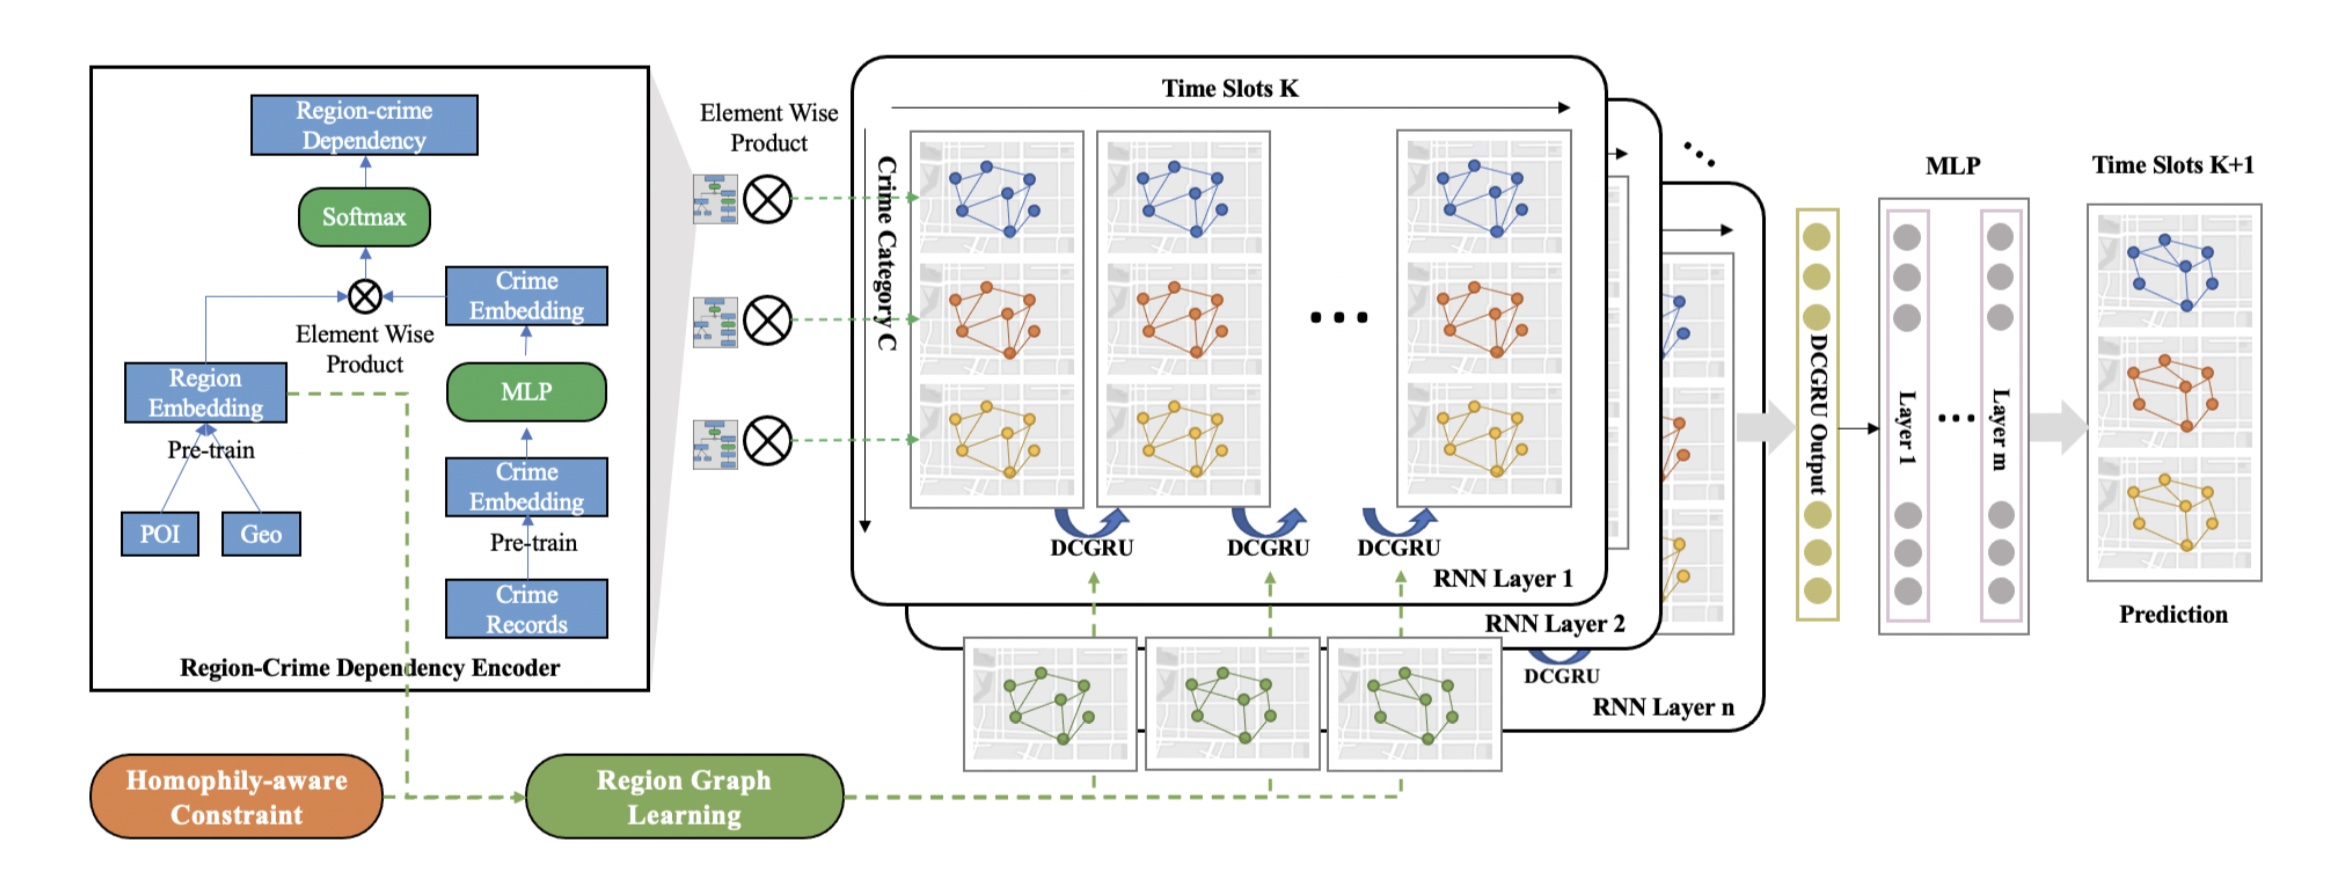 Region-crime
Dependency
Softmax
Crime
Embedding
Element Wise
Product
Region
Embedding
MLP
Pre-train
Crime
Embedding
POI
Geo
Pre-train
Crime
Records
Region-Crime Dependency Encoder
Homophily-aware
Constraint
Region Graph
Learning
Element Wise
Product
Time Slots K
Crime Category C
DCGRU
DCGRU
DCGRU
RNN Layer 1
RNN Layer 2
DCGRU
RNN Layer n
DCGRU Output
MLP
Layer 1
Layer m
Time Slots K+1
Prediction